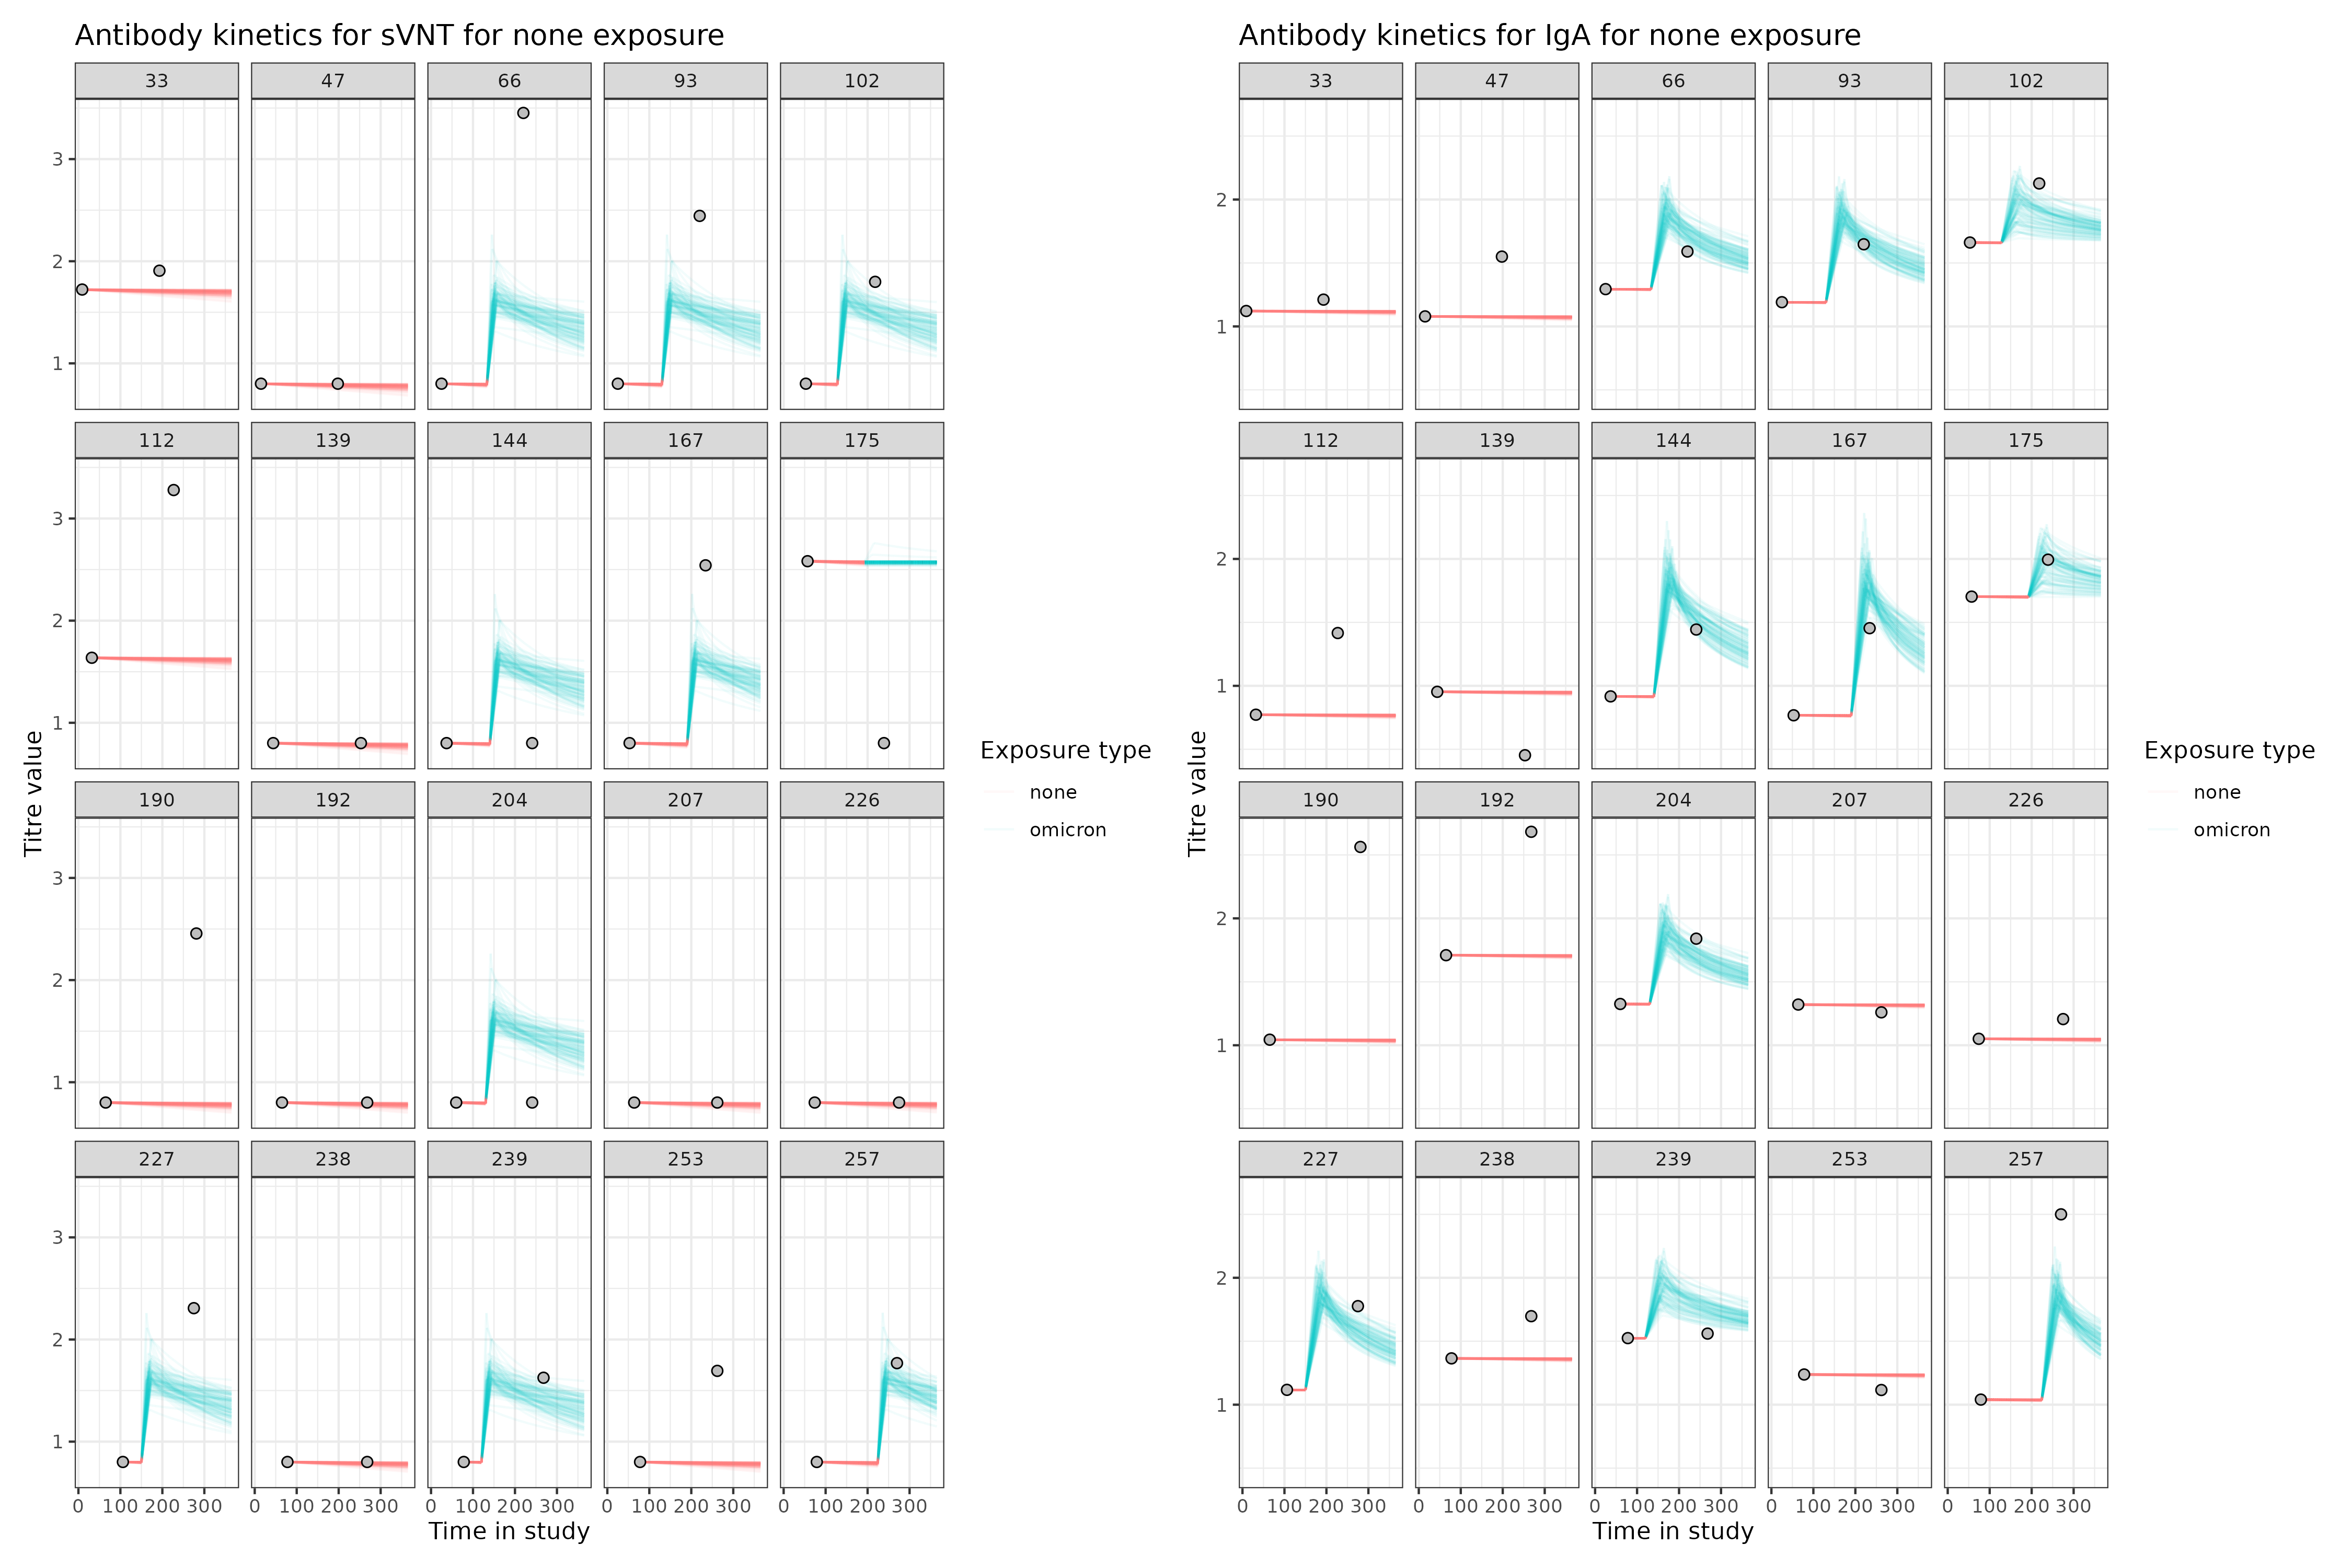 Antibody kinetics for sVNT for none exposure
33 47 66 93 102
3
2
1
112 139 144 167 175
3
2
1
190 192 204 207 226
3
2
1
227 238 239 253 257
3
2
1
0 100 200 300 0 100 200 300 0 100 200 300 0 100 200 300 0 100 200 300
Time in study
Titre value
Exposure type
none
omicron
Antibody kinetics for IgA for none exposure
33 47 66 93 102
2
1
112 139 144 167 175
2
1
190 192 204 207 226
2
1
227 238 239 253 257
2
1
0 100 200 300 0 100 200 300 0 100 200 300 0 100 200 300 0 100 200 300
Time in study
Titre value
Exposure type
none
omicron